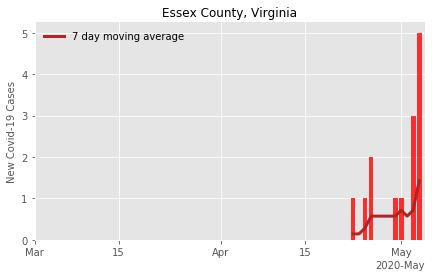 Essex County, Virginia
7 day moving average
New Covid-19 Cases
5
4
3
2
1
0
Mar 15 Apr 15 May
2020-May